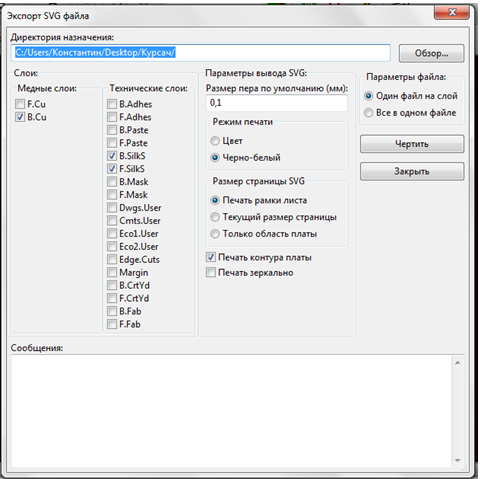 Экспорт SVG файла
Директория назначения:
C:/Users/Константин/Desktop/Курсач/
Обзор...
Слои:
Медные слои:
F.Cu
B.Cu
Технические слои:
B.Adhes
F.Adhes
B.Paste
F.Paste
B.SilkS
F.SilkS
B.Mask
F.Mask
Dwgs.User
Cmts.User
Eco1.User
Eco2.User
Edge.Cuts
Margin
B.CrtYd
F.CrtYd
B.Fab
F.Fab
Параметры вывода SVG:
Размер пера по умолчанию (мм):
0,1
Режим печати
Цвет
Черно-белый
Размер страницы SVG
Печать рамки листа
Текущий размер страницы
Только область платы
Печать контура платы
Печать зеркально
Параметры файла:
Один файл на слой
Все в одном файле
Чертить
Закрыть
Сообщения: